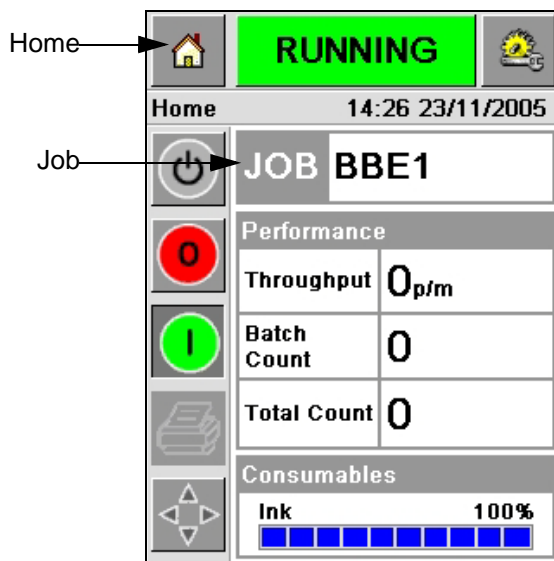 Home
RUNNING
Home 14:26 23/11/2005
Job
JOB BBE1
Performance
O
Throughput 0p/m
I
Batch
Count 0
Total Count 0
Consumables
Ink 100%